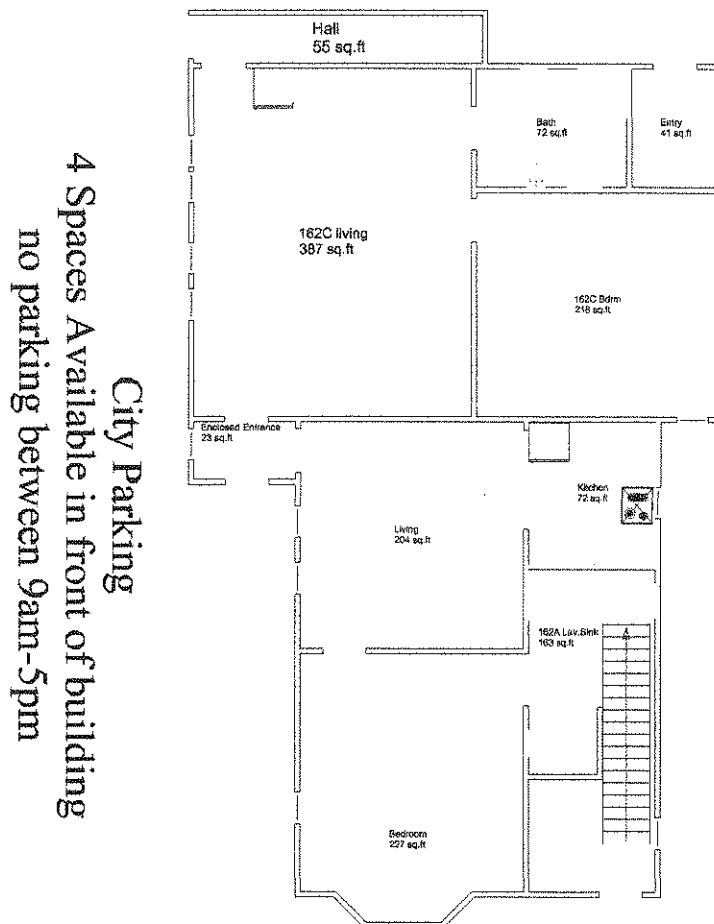 Hall
55 sq.ft
Bath
72 sq.ft
Entry
41 sq.ft
162C living
387 sq.ft
162C Bdrm
218 sq.ft
Enclosed Entrance
23 sq.ft
Kitchen
72 sq.ft
Living
204 sq.ft
162A Lav.Sink
163 sq.ft
Bedroom
227 sq.ft
City Parking
4 Spaces Available in front of building
no parking between 9am-5pm